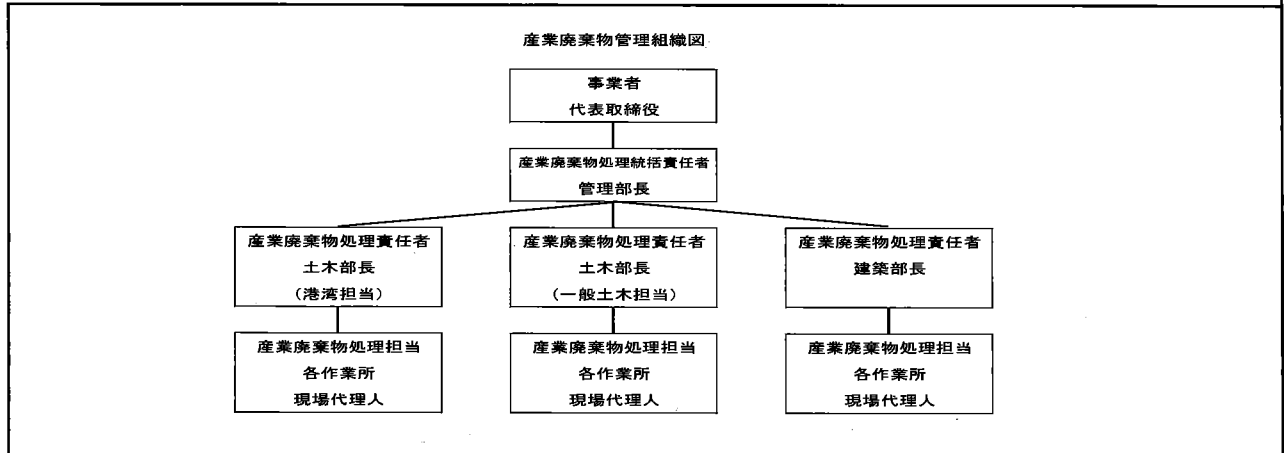 産業廃棄物管理組織図
事業者
代表取締役
産業廃棄物処理統括責任者
管理部長
産業廃棄物処理責任者
土木部長
(港湾担当)
産業廃棄物処理責任者
土木部長
(一般土木担当)
産業廃棄物処理責任者
建築部長
産業廃棄物処理担当
各作業所
現場代理人
産業廃棄物処理担当
各作業所
現場代理人
産業廃棄物処理担当
各作業所
現場代理人